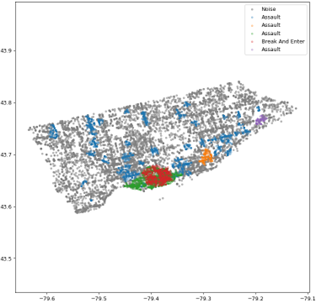 Noise
Assault
Assault
Assault
Break And Enter
Assault
43.9
43.8
43.7
43.6
43.5
−79.6
−79.5
−79.4
−79.3
−79.2
−79.1